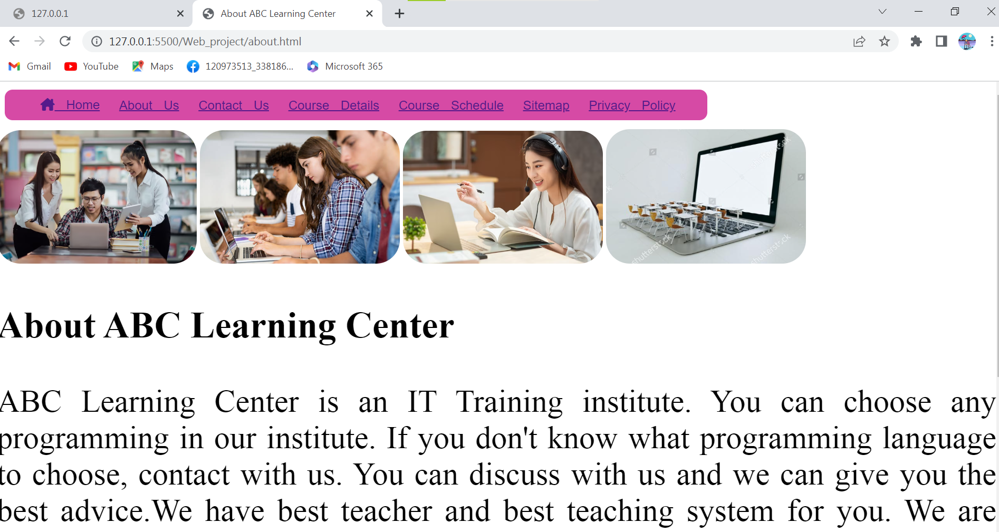 127.0.0.1
About ABC Learning Center
127.0.0.1:5500/Web_project/about.html
Gmail YouTube Maps 120973513_338186... Microsoft 365
Home About Us Contact Us Course Details Course Schedule Sitemap Privacy Policy
shutterstock
shutterstock
shutterstock
About ABC Learning Center
ABC Learning Center is an IT Training institute. You can choose any
programming in our institute. If you don't know what programming language
to choose, contact with us. You can discuss with us and we can give you the
best advice.We have best teacher and best teaching system for you. We are